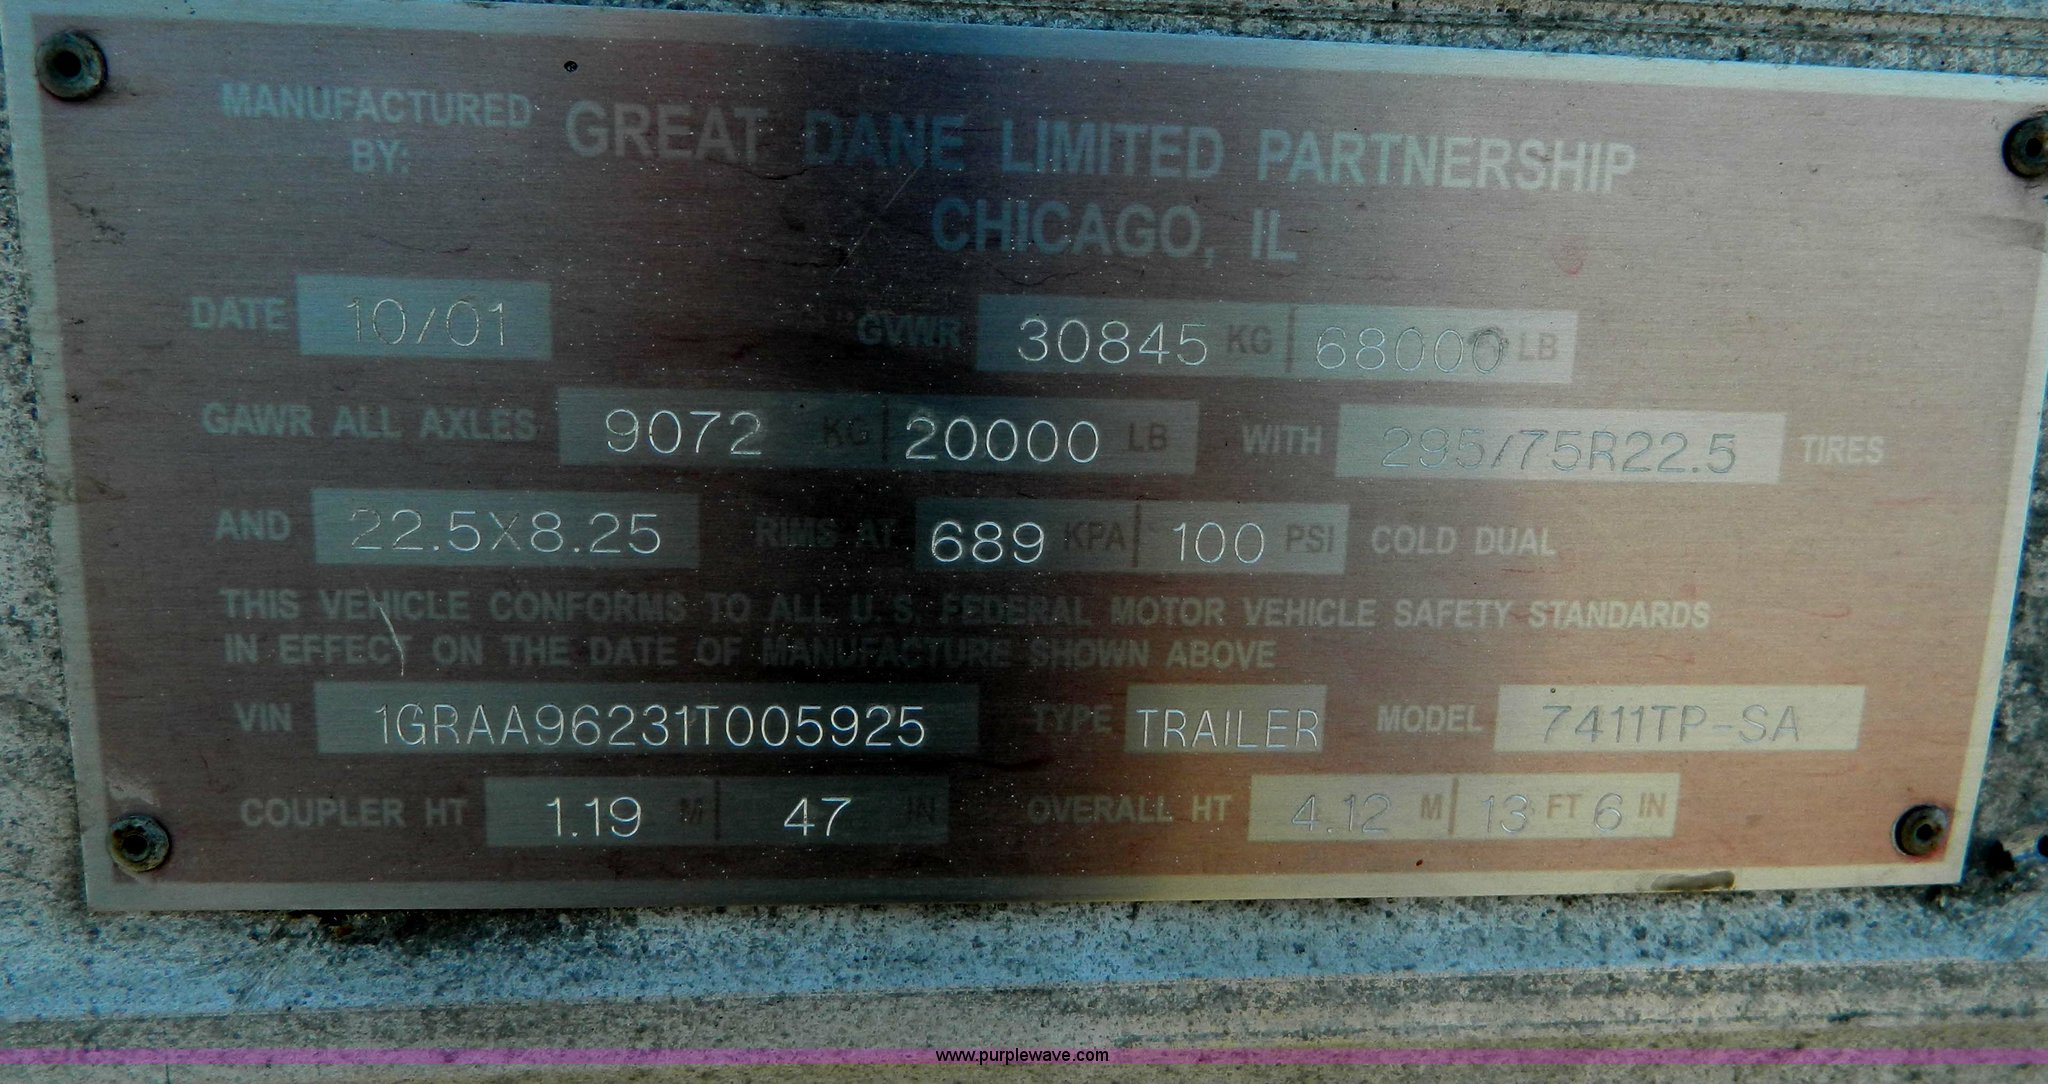 MANUFACTURED BY: GREAT DANE LIMITED PARTNERSHIP
CHICAGO, IL
DATE 10/01 GVWR 30845 KG 68000 LB
GAWR ALL AXLES 9072 KG 20000 LB WITH 295/75R22.5 TIRES
AND 22.5X8.25 RIMS AT 689 KPA 100 PSI COLD DUAL
THIS VEHICLE CONFORMS TO ALL U.S. FEDERAL MOTOR VEHICLE SAFETY STANDARDS
IN EFFECT ON THE DATE OF MANUFACTURE SHOWN ABOVE
VIN 1GRAA96231T005925 TYPE TRAILER MODEL 7411TP-SA
COUPLER HT 1.19 M 47 IN OVERALL HT 4.12 M 13 FT 6 IN
www.purplewave.com